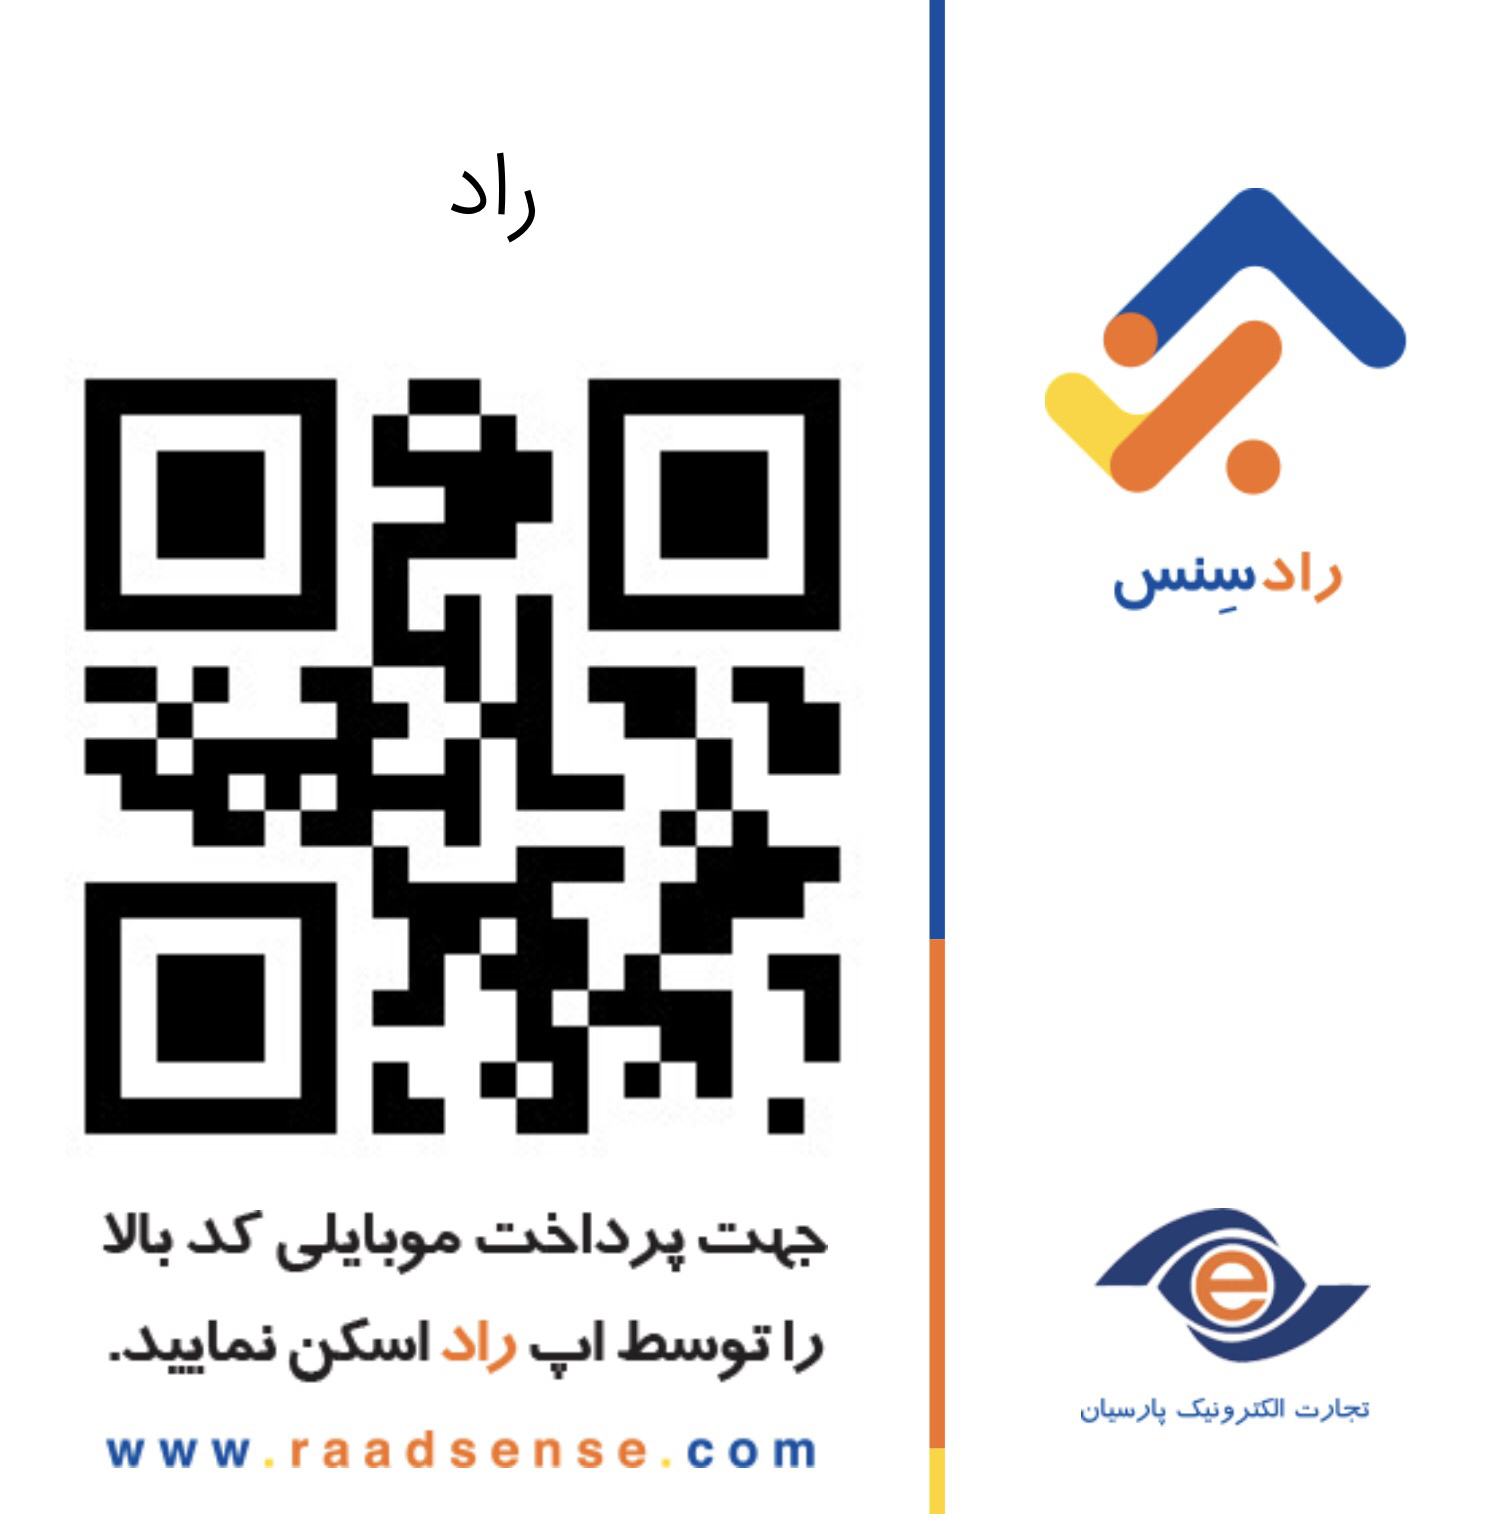 راد
جهت پرداخت موبایلی کد بالا
را توسط اپ راد اسکن نمایید.
www.raadsense.com
رادسِنس
e
تجارت الکترونیک پارسیان